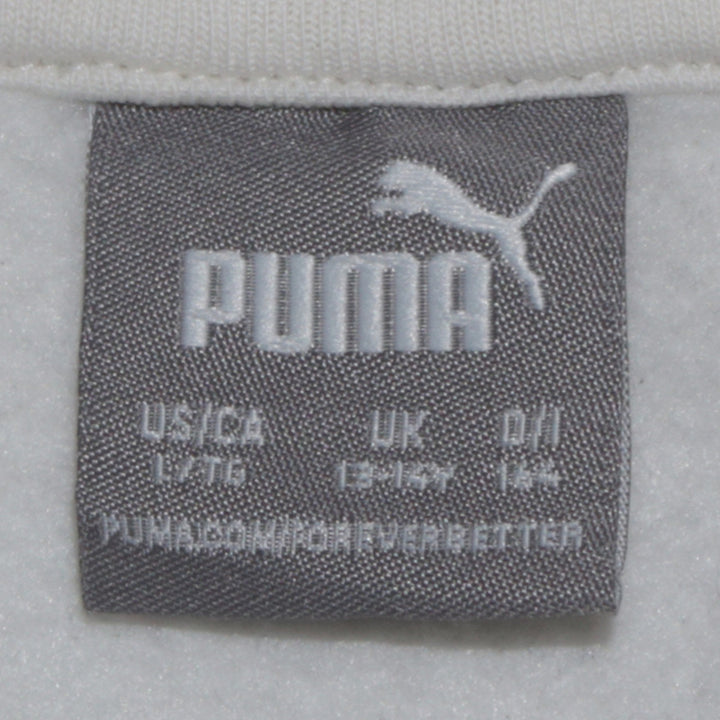 PUMA
US/CA UK D/I
L/TG 13-14Y 164
PUMA.COM/FOREVERBETTER